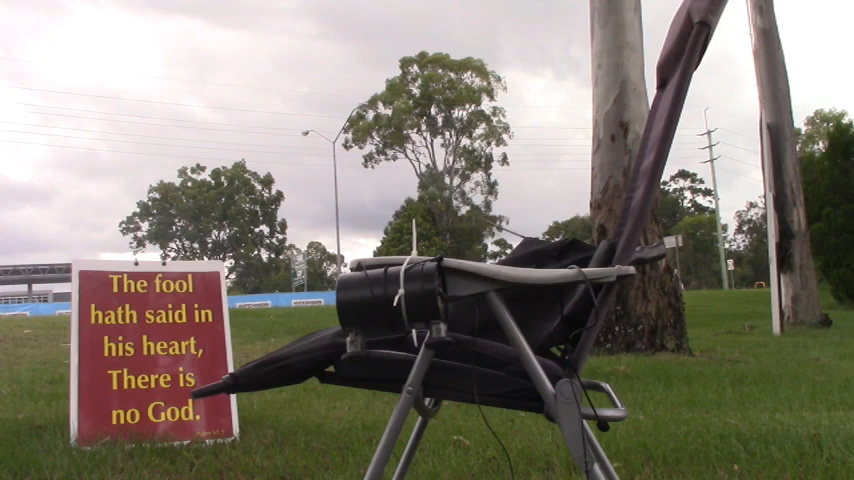 The fool
hath said in
his heart,
There is
no God.